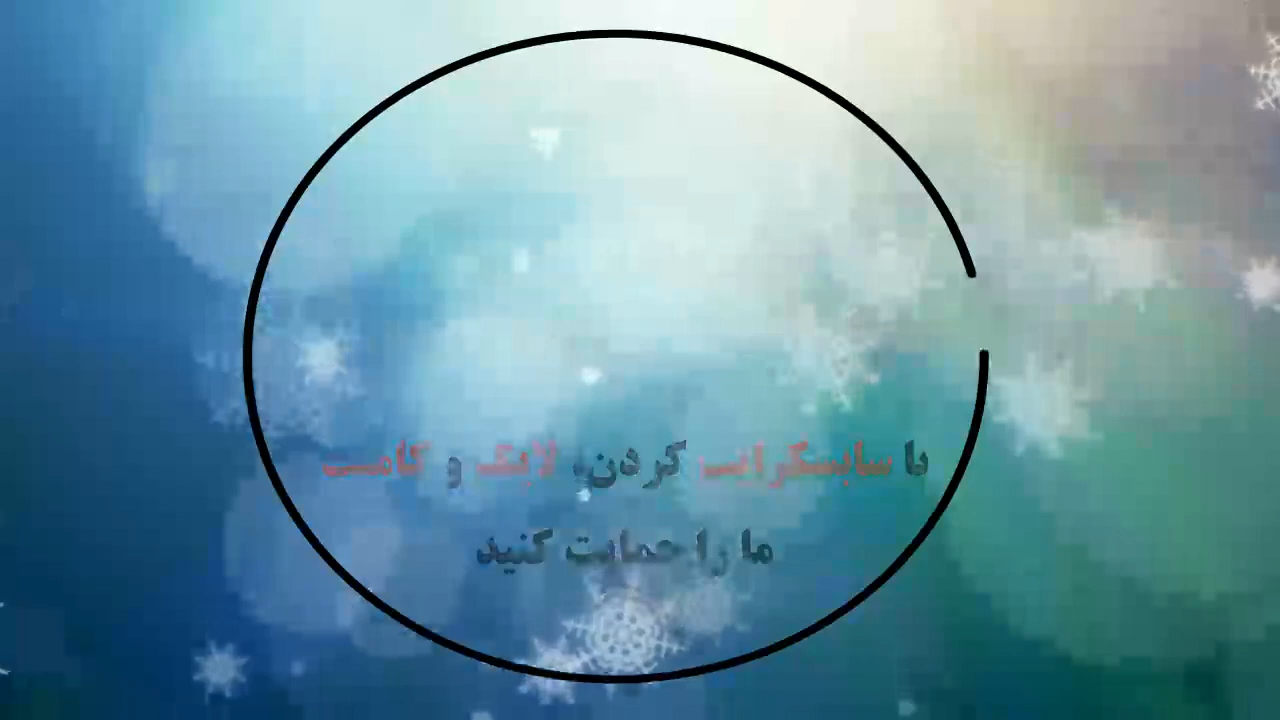 با سابسکرایب کردن، لایک و کامنت
ما را حمایت کنید